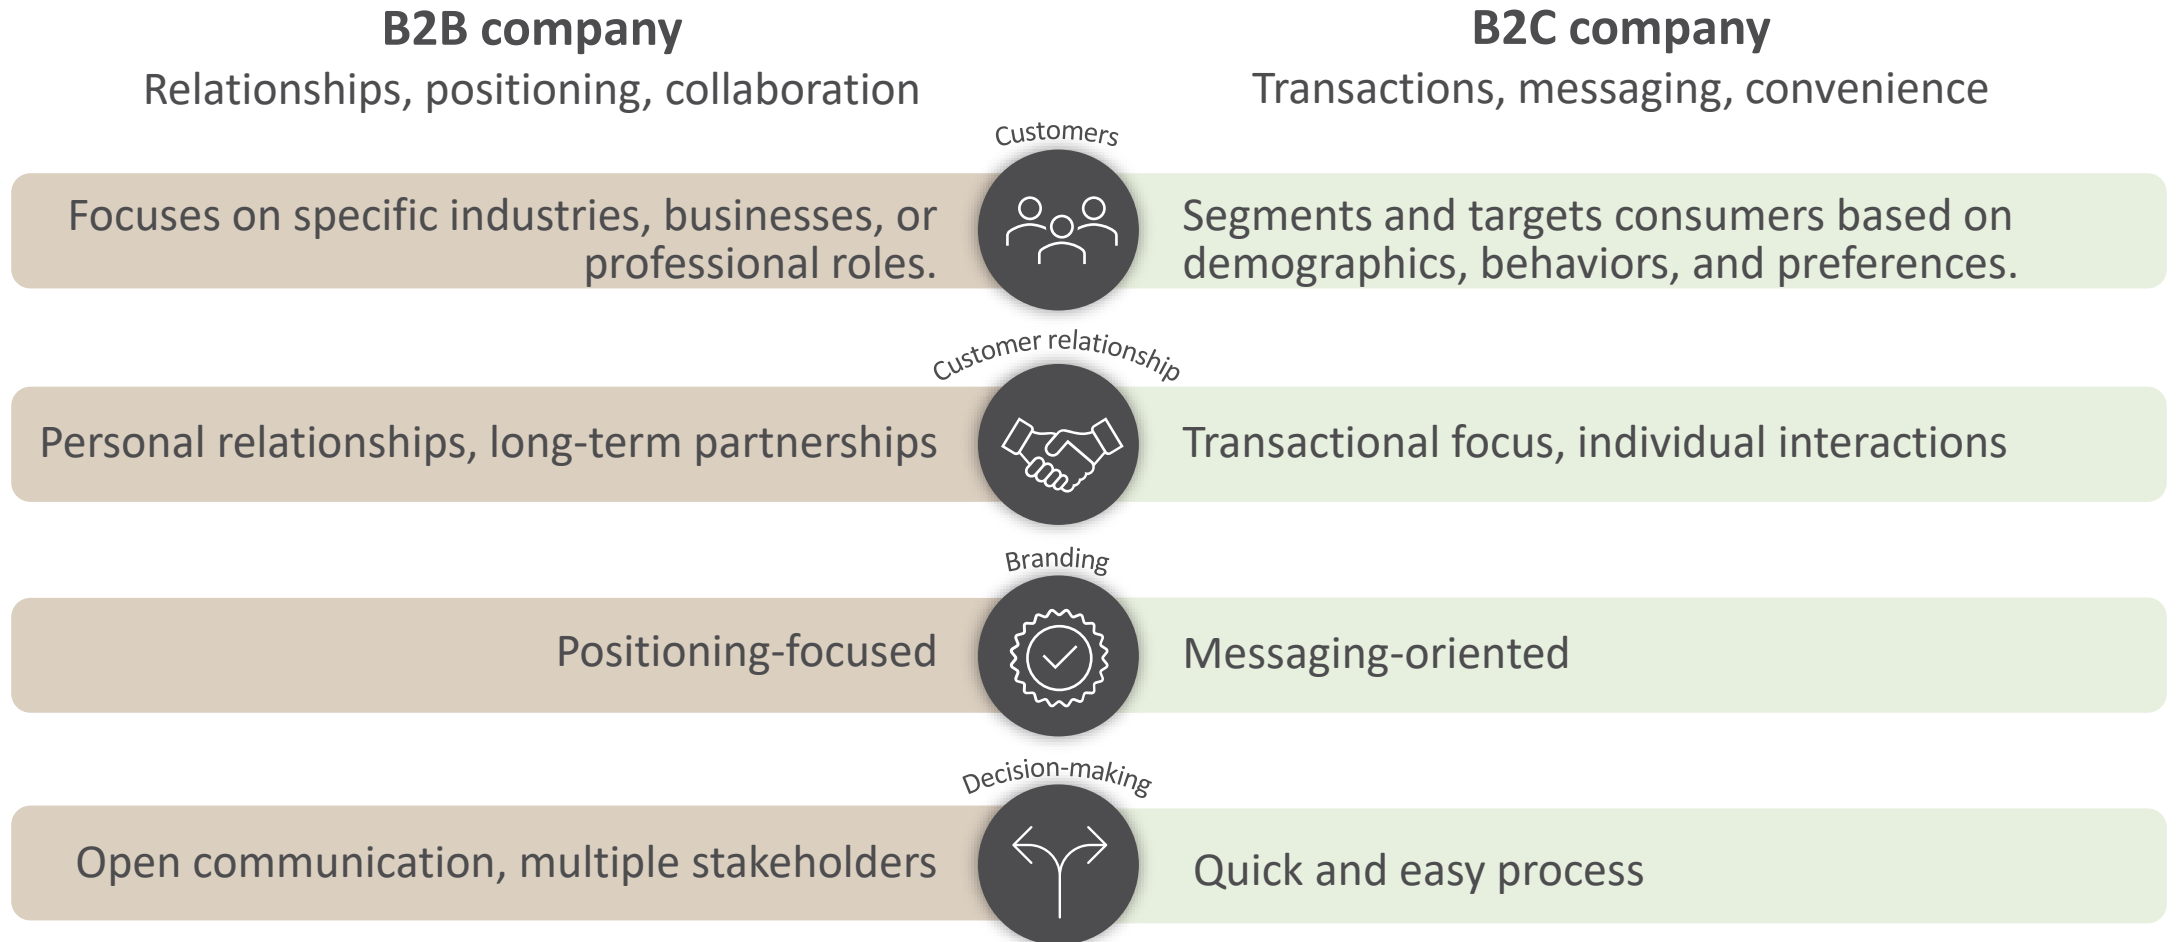 B2B company
Relationships, positioning, collaboration
B2C company
Transactions, messaging, convenience
Customers
Focuses on specific industries, businesses, or
professional roles.
Segments and targets consumers based on
demographics, behaviors, and preferences.
Customer relationship
Personal relationships, long-term partnerships
Transactional focus, individual interactions
Branding
Positioning-focused
Messaging-oriented
Decision-making
Open communication, multiple stakeholders
Quick and easy process